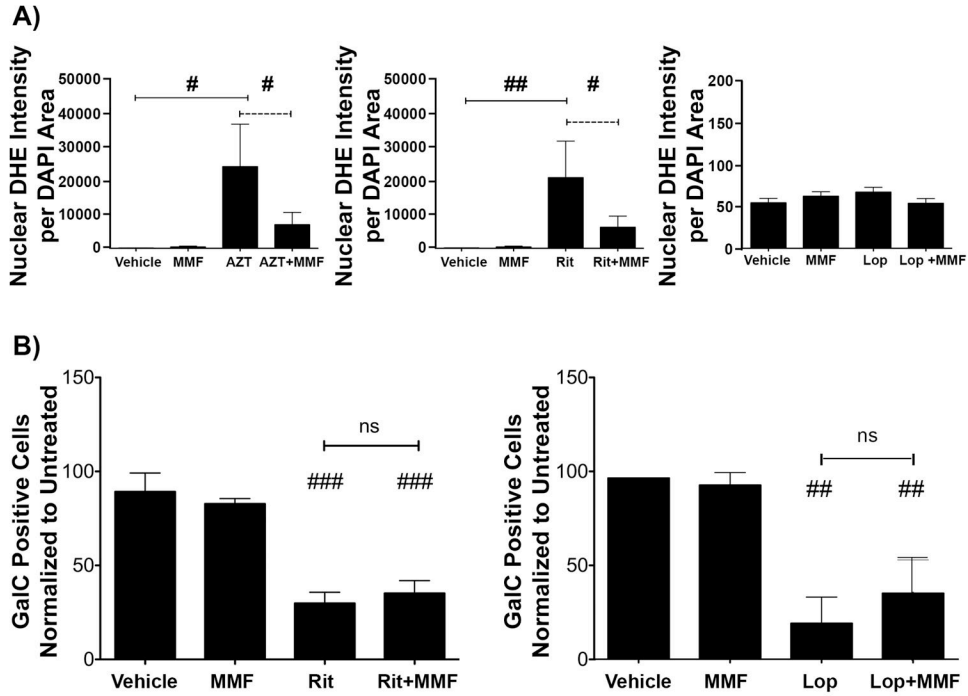 A)
Nuclear DHE Intensity
per DAPI Area
50000
40000
30000
20000
10000
0
#
#
Vehicle MMF AZT AZT+MMF
Nuclear DHE Intensity
per DAPI Area
50000
40000
30000
20000
10000
0
##
#
Vehicle MMF Rit Rit+MMF
Nuclear DHE Intensity
per DAPI Area
200
150
100
50
0
Vehicle MMF Lop Lop +MMF
B)
GalC Positive Cells
Normalized to Untreated
150
100
50
0
ns
### ###
Vehicle MMF Rit Rit+MMF
GalC Positive Cells
Normalized to Untreated
150
100
50
0
ns
## ##
Vehicle MMF Lop Lop+MMF